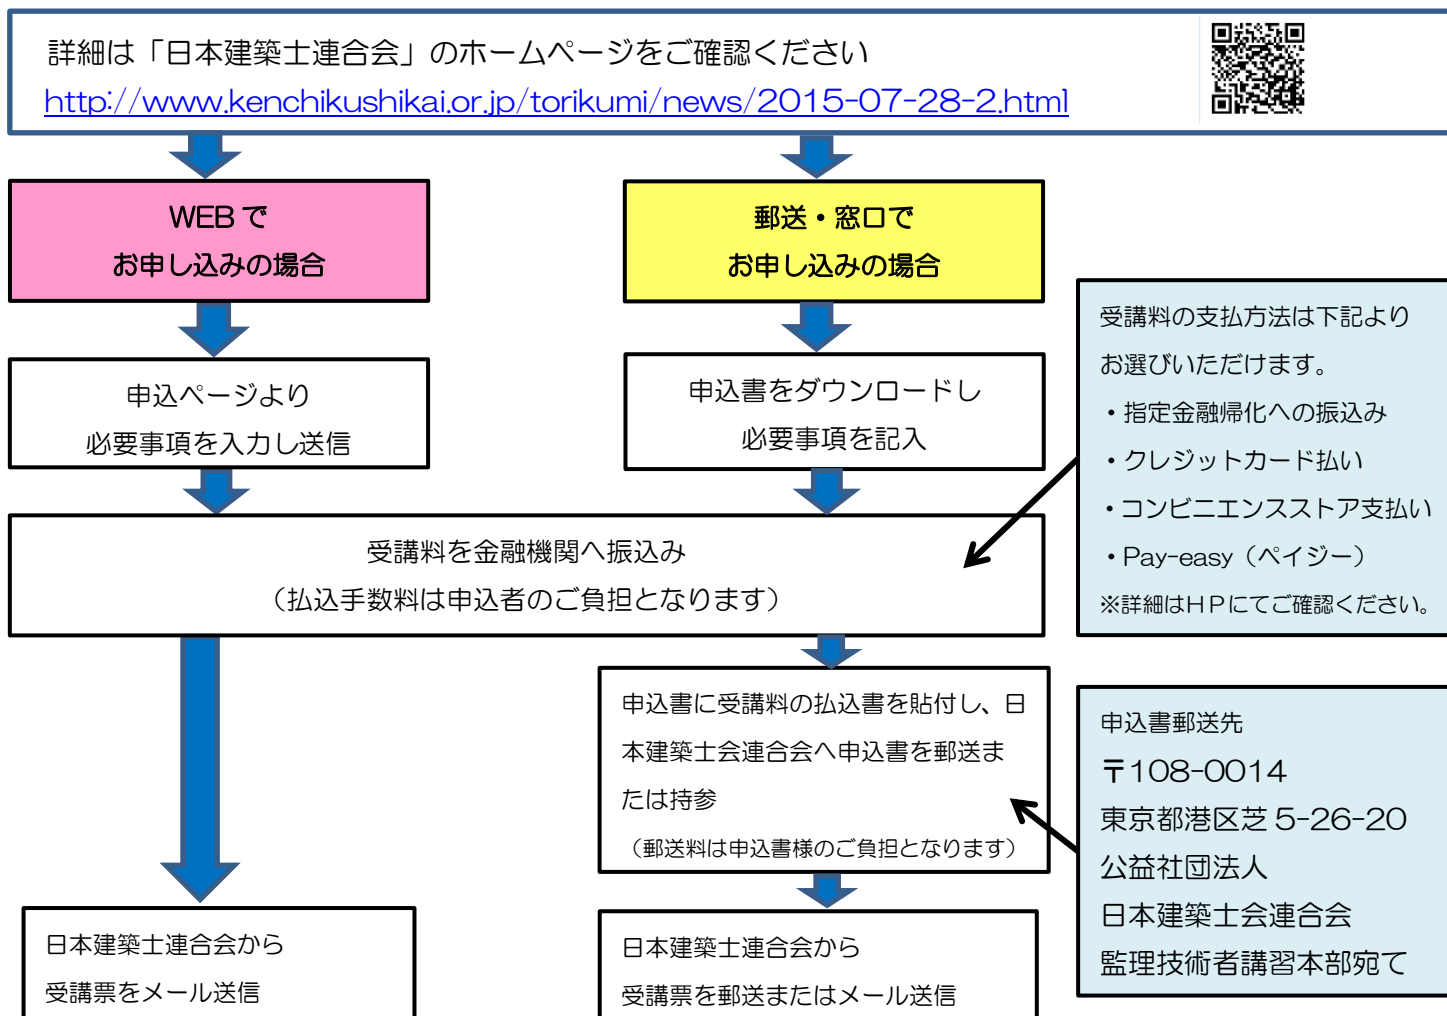 詳細は「日本建築士連合会」のホームページをご確認ください
http://www.kenchikushikai.or.jp/torikumi/news/2015-07-28-2.html
WEBで
お申し込みの場合
郵送・窓口で
お申し込みの場合
申込ページより
必要事項を入力し送信
申込書をダウンロードし
必要事項を記入
受講料の支払方法は下記より
お選びいただけます。
・指定金融帰化への振込み
・クレジットカード払い
・コンビニエンスストア支払い
・Pay-easy（ペイジー）
※詳細はＨＰにてご確認ください。
受講料を金融機関へ振込み
（払込手数料は申込者のご負担となります）
申込書に受講料の払込書を貼付し、日
本建築士会連合会へ申込書を郵送ま
たは持参
（郵送料は申込書様のご負担となります）
申込書郵送先
〒108-0014
東京都港区芝5-26-20
公益社団法人
日本建築士会連合会
監理技術者講習本部宛て
日本建築士連合会から
受講票をメール送信
日本建築士連合会から
受講票を郵送またはメール送信